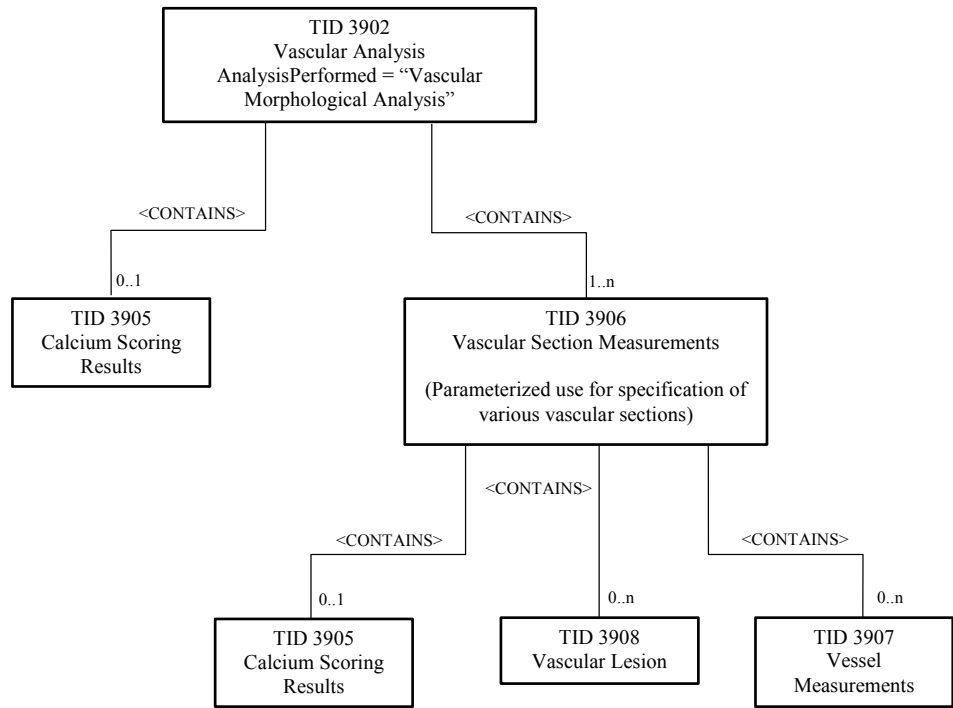 TID 3902
Vascular Analysis
AnalysisPerformed = “Vascular
Morphological Analysis”
<CONTAINS>
<CONTAINS>
0..1
1..n
TID 3905
Calcium Scoring
Results
TID 3906
Vascular Section Measurements
(Parameterized use for specification of
various vascular sections)
<CONTAINS>
<CONTAINS>
<CONTAINS>
0..1
0..n
0..n
TID 3905
Calcium Scoring
Results
TID 3908
Vascular Lesion
TID 3907
Vessel
Measurements